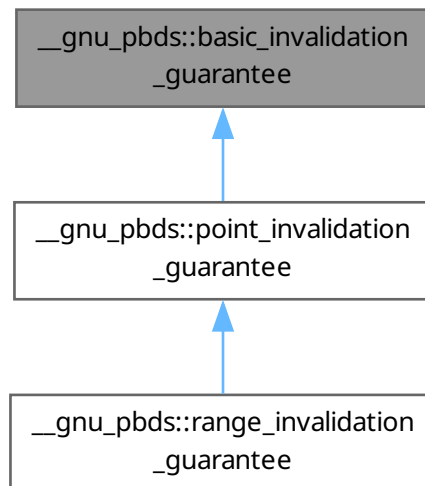 __gnu_pbds::basic_invalidation
_guarantee
__gnu_pbds::point_invalidation
_guarantee
__gnu_pbds::range_invalidation
_guarantee